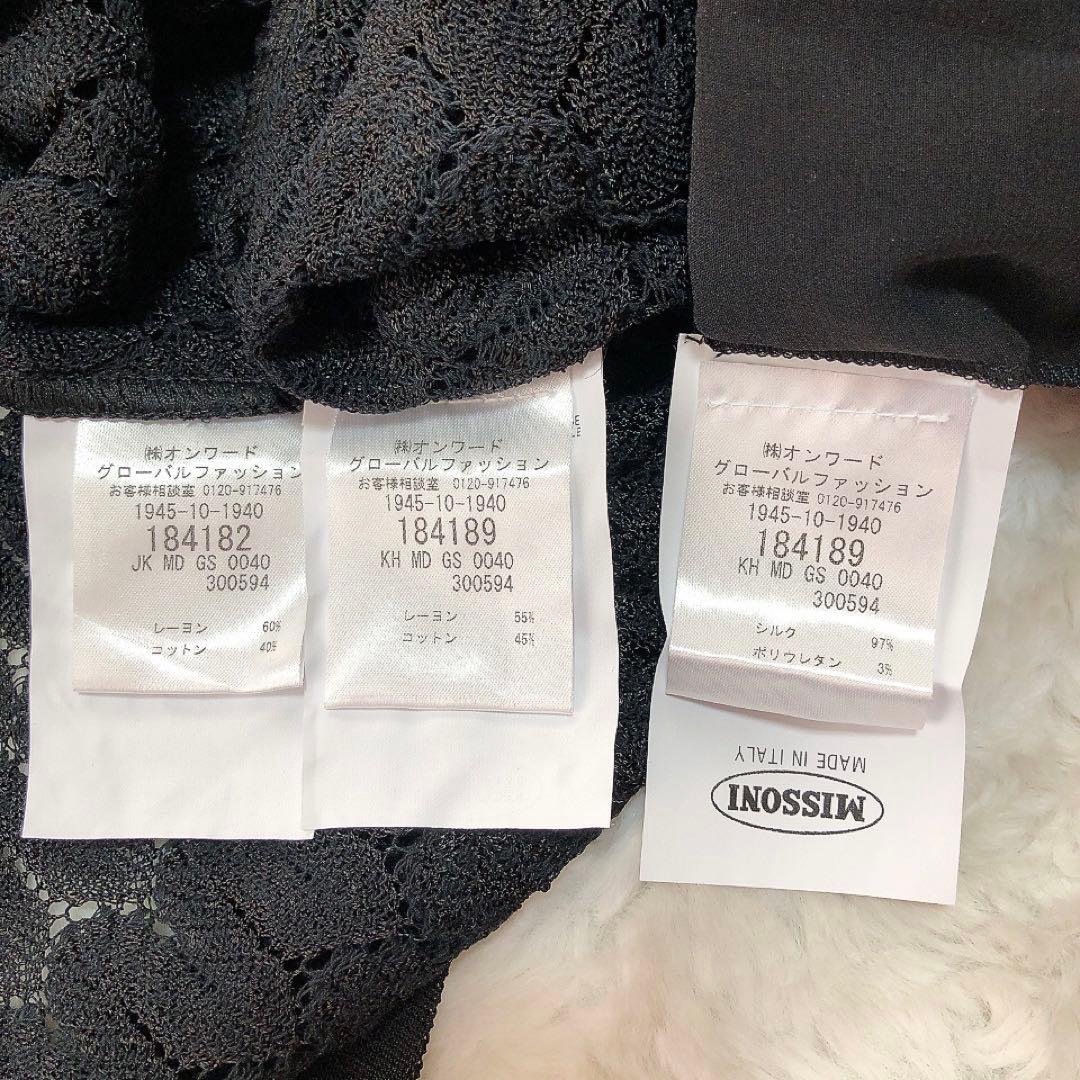 ㈱オンワード
グローバルファッション
お客様相談室 0120-917476
1945-10-1940
184182
JK MD GS 0040
300594
レーヨン 60%
コットン 40%
㈱オンワード
グローバルファッション
お客様相談室 0120-917476
1945-10-1940
184189
KH MD GS 0040
300594
レーヨン 55%
コットン 45%
㈱オンワード
グローバルファッション
お客様相談室 0120-917476
1945-10-1940
184189
KH MD GS 0040
300594
シルク 97%
ポリウレタン 3%
MISSONI
MADE IN ITALY